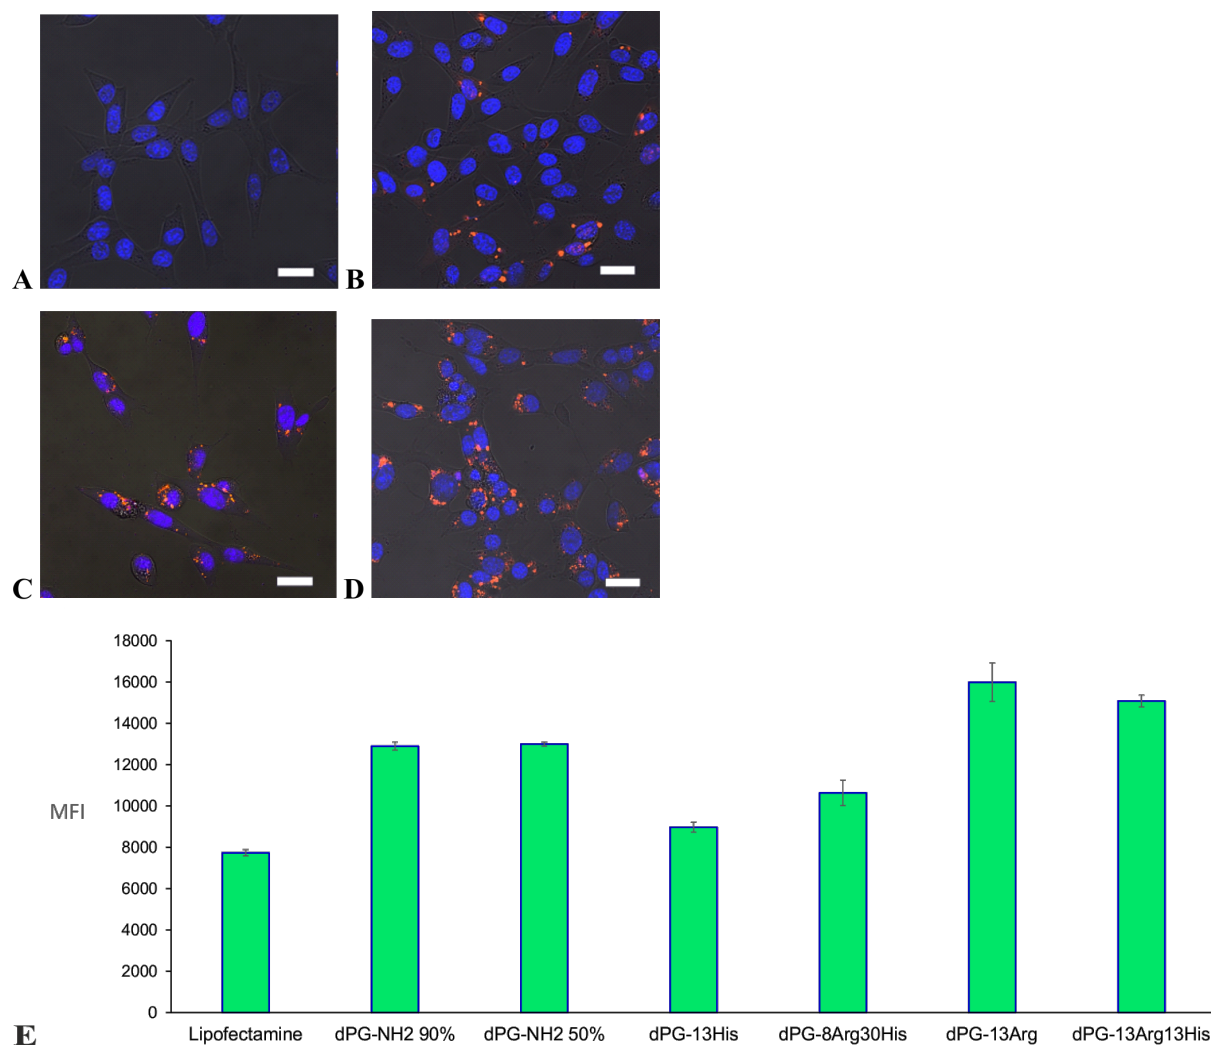 A
B
C
D
18000
16000
14000
12000
10000
8000
6000
4000
2000
0
MFI
Lipofectamine dPG-NH2 90% dPG-NH2 50% dPG-13His dPG-8Arg30His dPG-13Arg dPG-13Arg13His
E